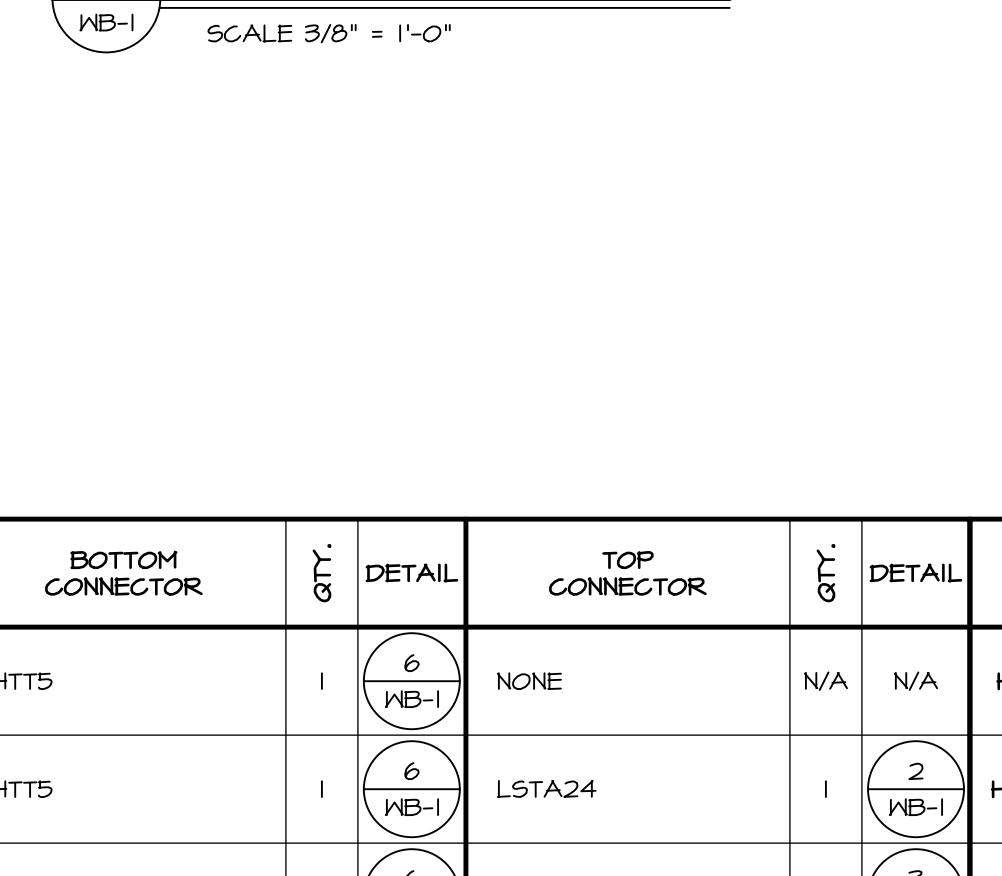 WB-1
SCALE 3/8" = 1'-0"
BOTTOM
CONNECTOR
QTY.
DETAIL
TOP
CONNECTOR
QTY.
DETAIL
HTT5
1
6
WB-1
NONE
N/A
N/A
HTT5
1
6
WB-1
LSTA24
1
2
WB-1